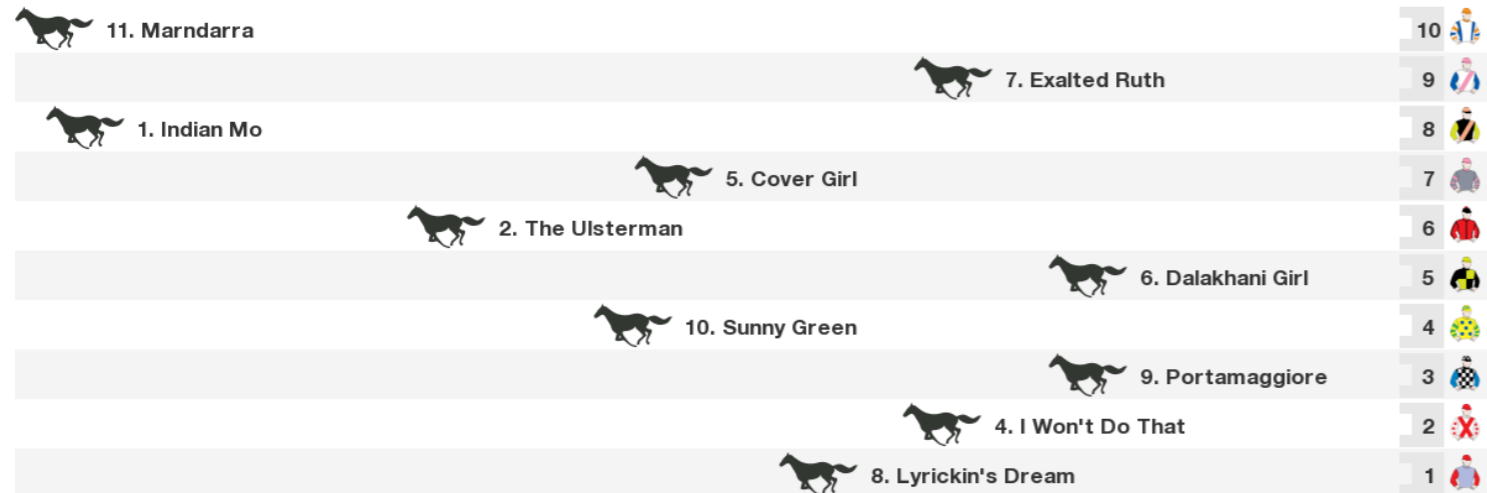 11. Marndarra 10
7. Exalted Ruth 9
1. Indian Mo 8
5. Cover Girl 7
2. The Ulsterman 6
6. Dalakhani Girl 5
10. Sunny Green 4
9. Portamaggiore 3
4. I Won't Do That 2
8. Lyrickin's Dream 1